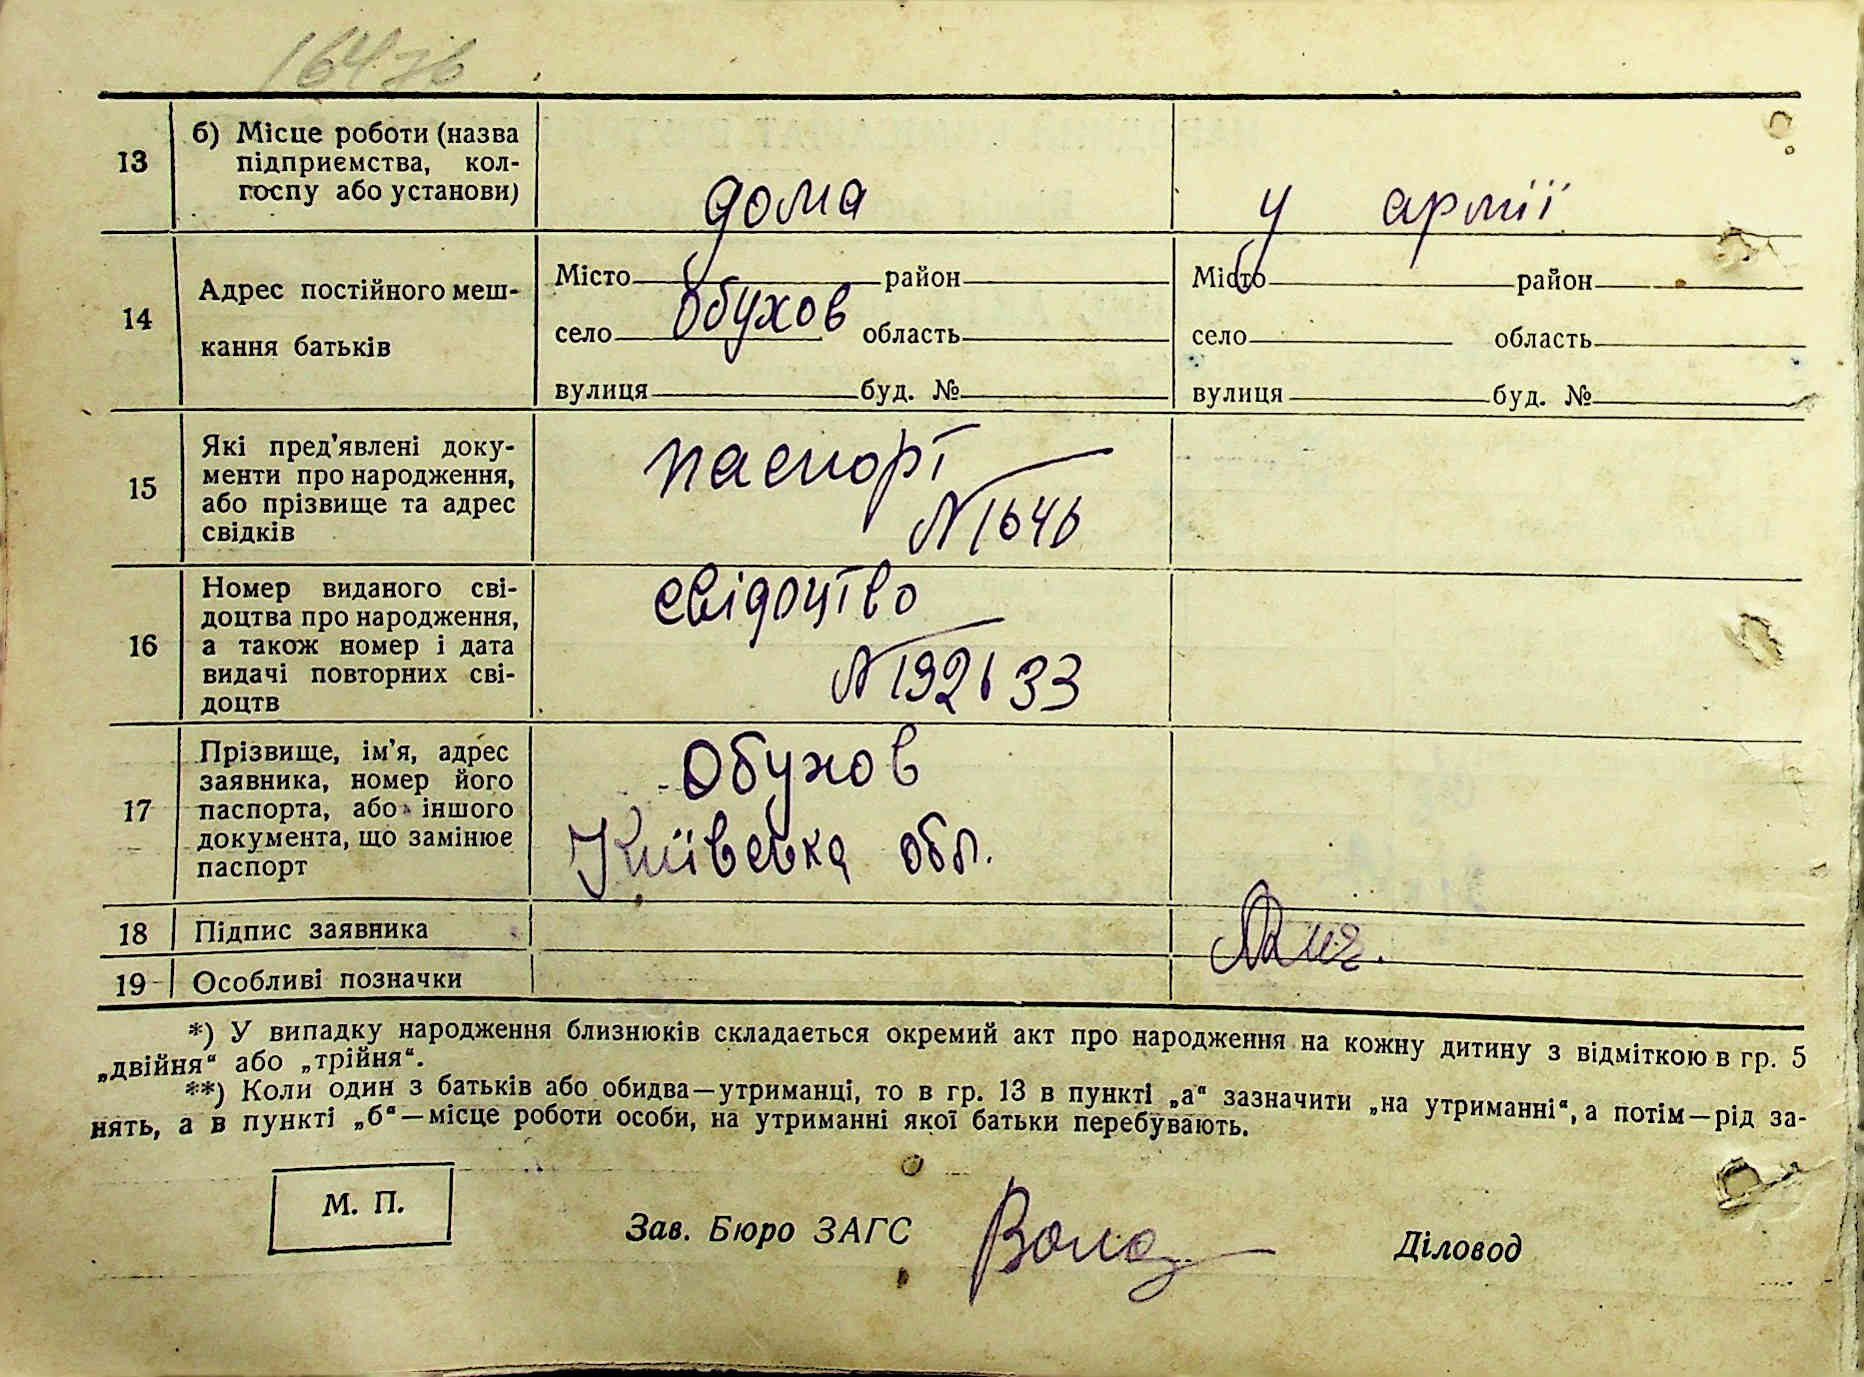 164зв
13 б) Місце роботи (назва
підприємства, кол-
госпу або установи)
дома у армії
14 Адрес постійного меш-
кання батьків
Місто район Місто район
село Обухов область село область
вулиця буд. № вулиця буд. №
15 Які пред'явлені доку-
менти про народження,
або прізвище та адрес
свідків
паспорт
N 1646
16 Номер виданого сві-
доцтва про народження,
а також номер і дата
видачі повторних сві-
доцтв
свідоцтво
N 192633
17 Прізвище, ім'я, адрес
заявника, номер його
паспорта, або іншого
документа, що замінює
паспорт
Обухов
Київська обл.
18 Підпис заявника
19 Особливі позначки
*) У випадку народження близнюків складається окремий акт про народження на кожну дитину з відміткою в гр. 5
„двійня“ або „трійня“.
**) Коли один з батьків або обидва—утриманці, то в гр. 13 в пункті „а“ зазначити „на утриманні“, а потім—рід за-
нять, а в пункті „б“—місце роботи особи, на утриманні якої батьки перебувають.
М. П.
Зав. Бюро ЗАГС Діловод